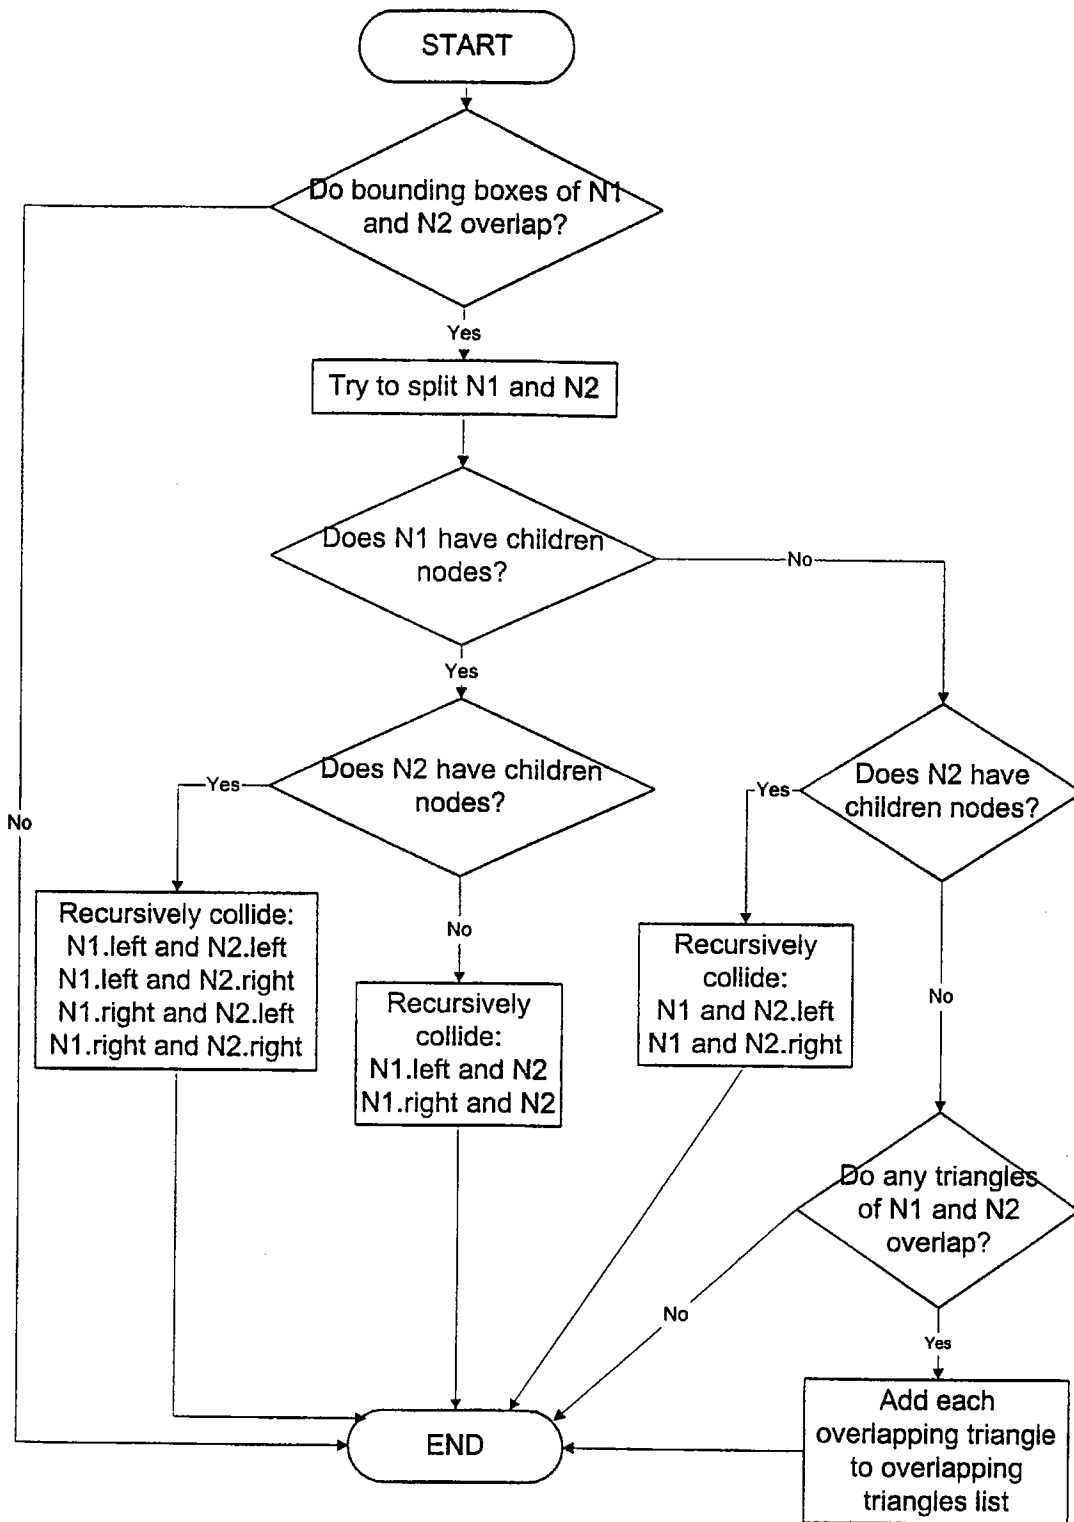 START
Do bounding boxes of N1
and N2 overlap?
Yes
Try to split N1 and N2
Does N1 have children
nodes?
No
Yes
Does N2 have children
nodes?
Yes
Does N2 have
children nodes?
Yes
No
Recursively collide:
N1.left and N2.left
N1.left and N2.right
N1.right and N2.left
N1.right and N2.right
No
Recursively
collide:
N1.left and N2
N1.right and N2
Recursively
collide:
N1 and N2.left
N1 and N2.right
No
Do any triangles
of N1 and N2
overlap?
No
Yes
END
Add each
overlapping triangle
to overlapping
triangles list